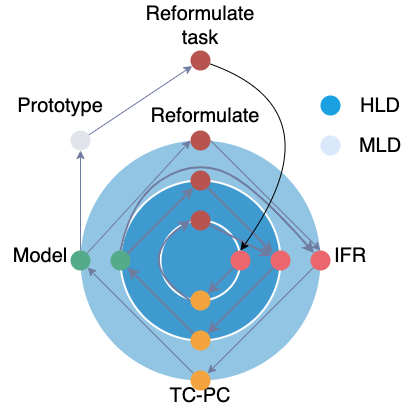 Reformulate
task
Prototype
Reformulate
HLD
MLD
Model
IFR
TC-PC